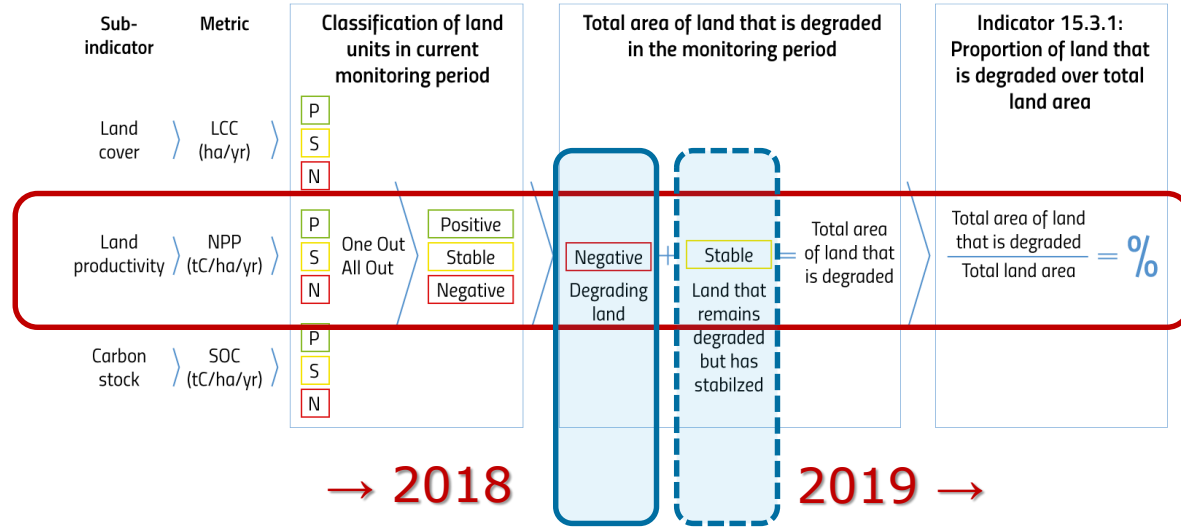 Sub-
indicator
Metric
Classification of land
units in current
monitoring period
Total area of land that is degraded
in the monitoring period
Indicator 15.3.1:
Proportion of land that
is degraded over total
land area
Land
cover
LCC
(ha/yr)
P
S
N
Land
productivity
NPP
(tC/ha/yr)
P
S
N
One Out
All Out
Positive
Stable
Negative
Negative
Degrading
land
+
Stable
Land that
remains
degraded
but has
stabilzed
=
Total area
of land that
is degraded
Total area of land
that is degraded
Total land area
= %
Carbon
stock
SOC
(tC/ha/yr)
P
S
N
→ 2018
2019 →